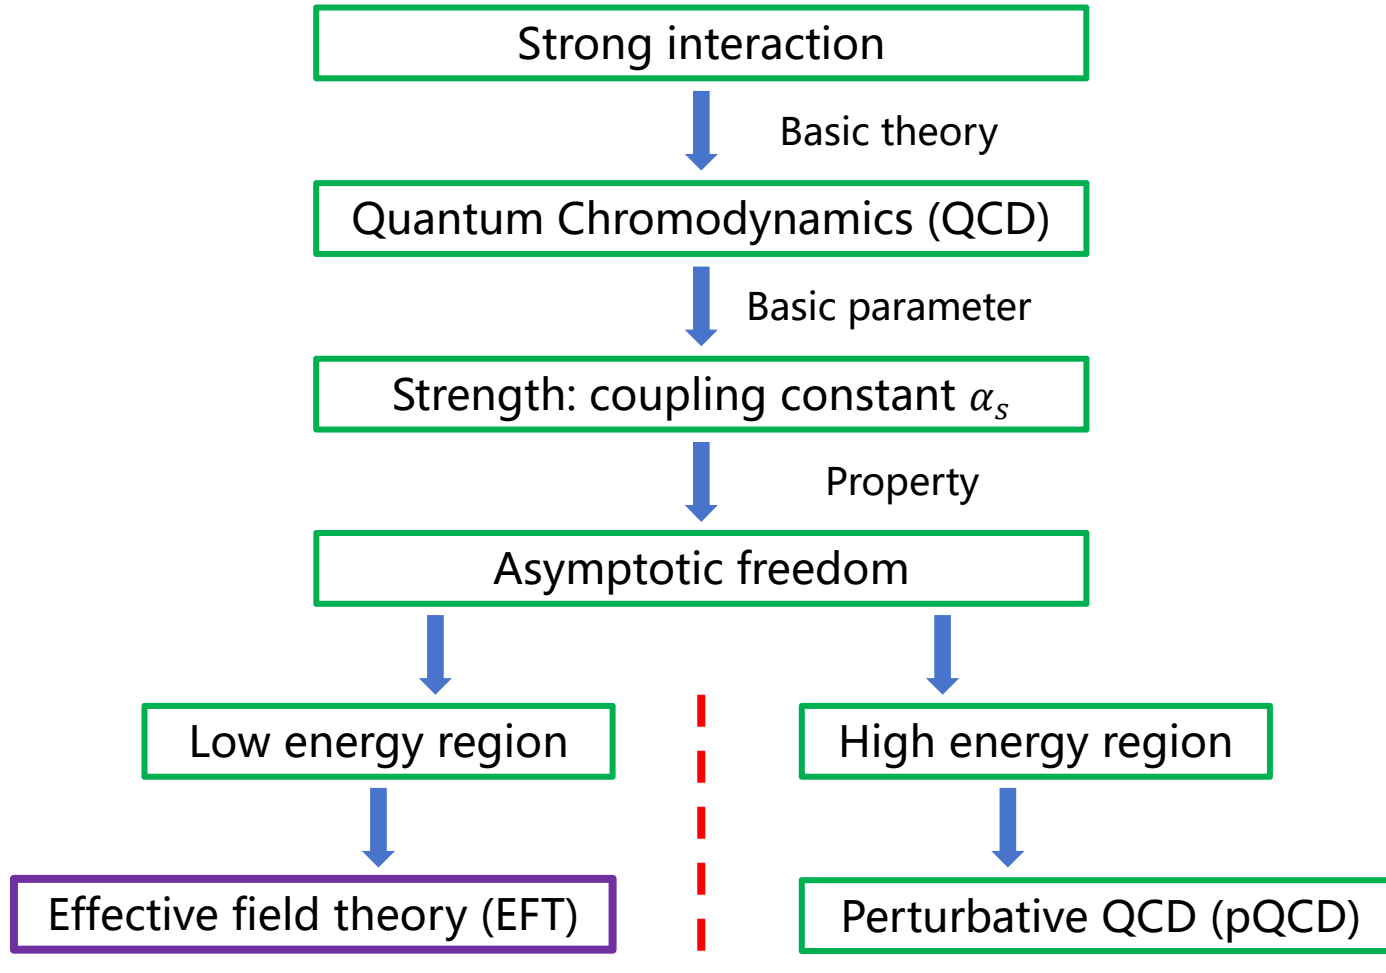 Strong interaction
Basic theory
Quantum Chromodynamics (QCD)
Basic parameter
Strength: coupling constant αₛ
Property
Asymptotic freedom
Low energy region
High energy region
Effective field theory (EFT)
Perturbative QCD (pQCD)